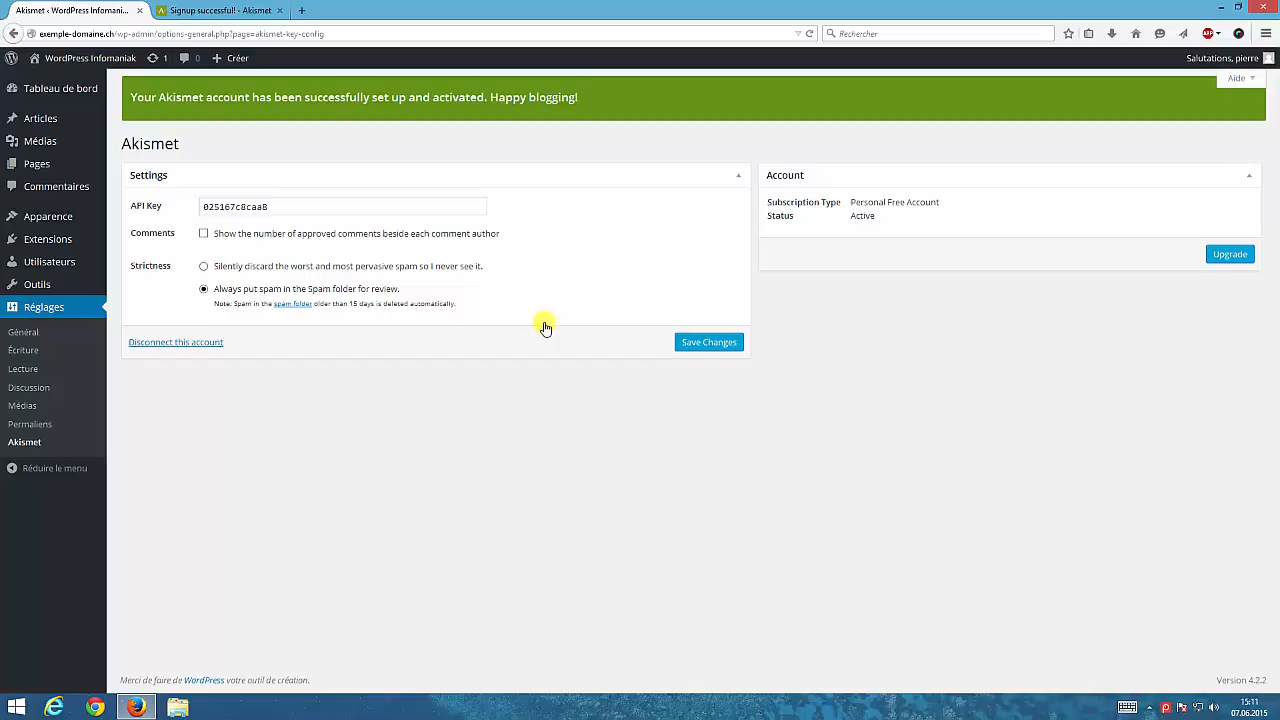 Akismet ‹ WordPress Infomani...
Signup successful! - Akismet
exemple-domaine.ch/wp-admin/options-general.php?page=akismet-key-config
Rechercher
ABP
WordPress Infomaniak
1
0
Créer
Salutations, pierre
Aide
Your Akismet account has been successfully set up and activated. Happy blogging!
Tableau de bord
Articles
Médias
Pages
Commentaires
Apparence
Extensions
Utilisateurs
Outils
Réglages
Général
Écriture
Lecture
Discussion
Médias
Permaliens
Akismet
Réduire le menu
Akismet
Settings
API Key 025167c8caa8
Comments Show the number of approved comments beside each comment author
Strictness Silently discard the worst and most pervasive spam so I never see it.
Always put spam in the Spam folder for review.
Note: Spam in the spam folder older than 15 days is deleted automatically.
Disconnect this account
Save Changes
Account
Subscription Type Personal Free Account
Status Active
Upgrade
Merci de faire de WordPress votre outil de création.
Version 4.2.2
15:11
07.06.2015